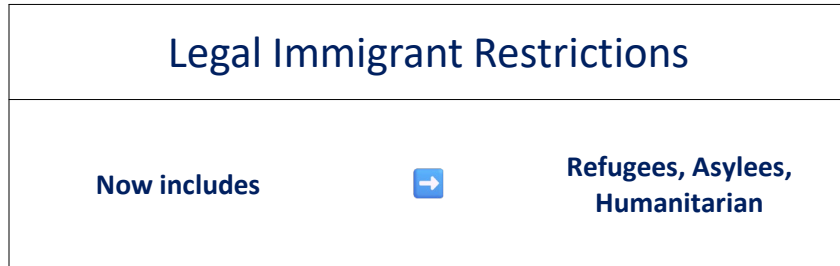 Legal Immigrant Restrictions
Now includes ➡️ Refugees, Asylees,
Humanitarian